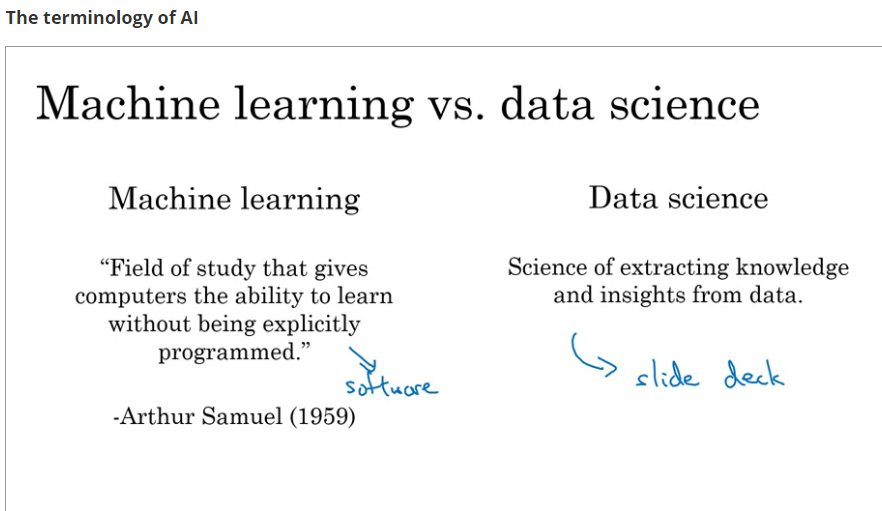 The terminology of AI
Machine learning vs. data science
Machine learning
“Field of study that gives
computers the ability to learn
without being explicitly
programmed.”
software
-Arthur Samuel (1959)
Data science
Science of extracting knowledge
and insights from data.
slide deck